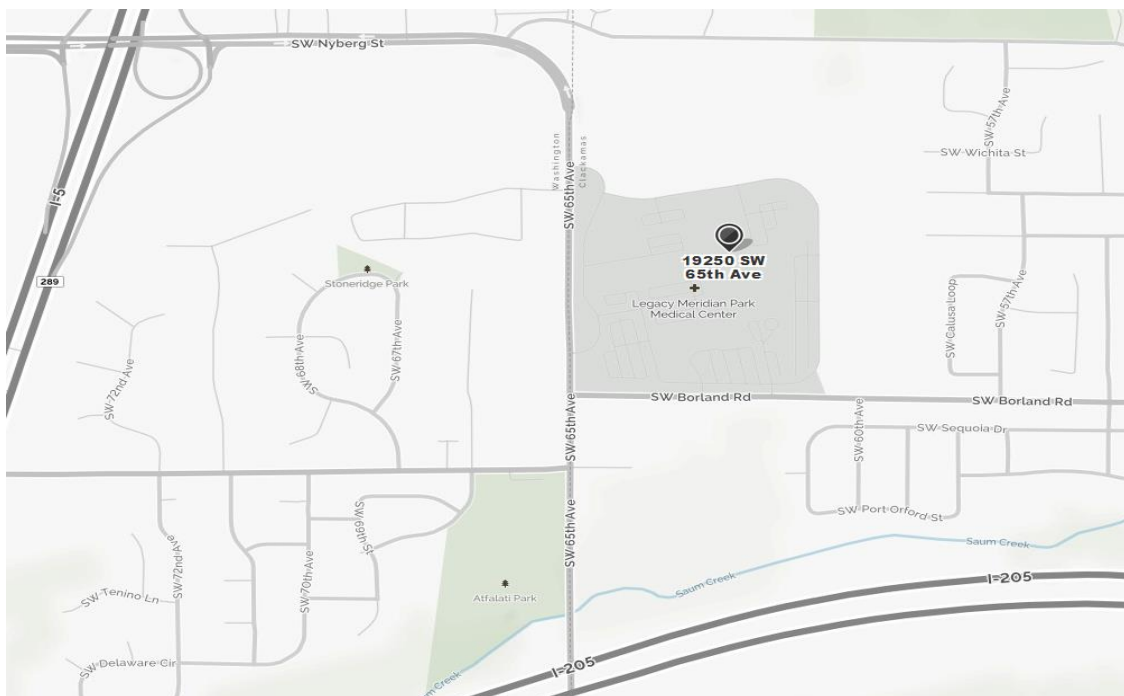 SW Nyberg St
SW 57th Ave
SW Wichita St
Washington
Clackamas
SW 65th Ave
I-5
289
19250 SW
65th Ave
Stoneridge Park
Legacy Meridian Park
Medical Center
SW Calusa Loop
SW 57th Ave
SW 72nd Ave
SW 68th Ave
SW 67th Ave
SW Borland Rd
SW Borland Rd
SW 65th Ave
SW 60th Ave
SW Sequoia Dr
SW Port Orford St
SW 69th St
SW 65th Ave
SW 72nd Ave
SW 70th Ave
Saum Creek
Saum Creek
I-205
SW Tenino Ln
Atfalati Park
SW Delaware Cir
I-205
Saum Creek